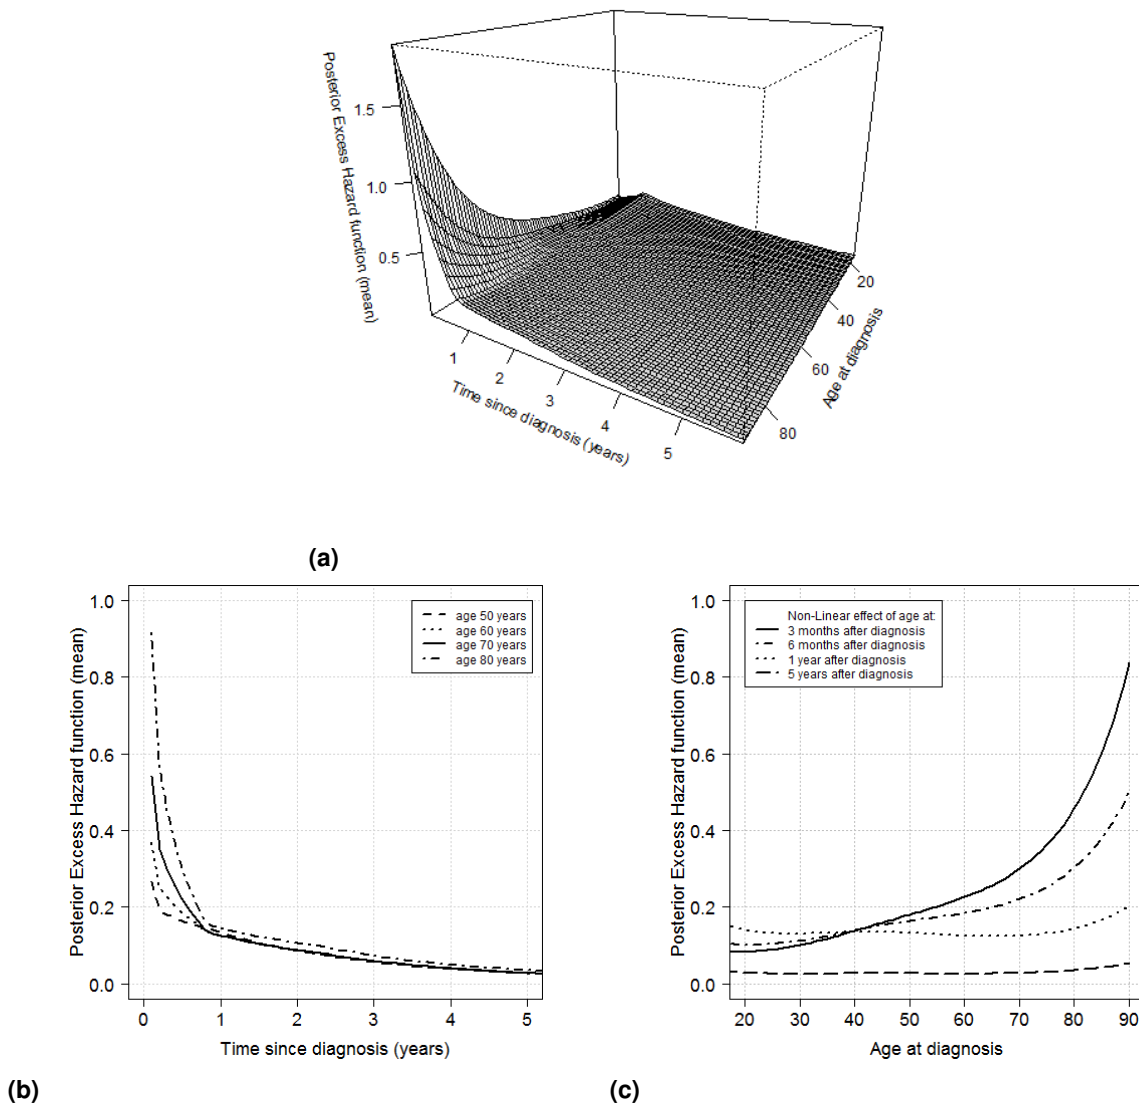 Posterior Excess Hazard function (mean)
1.5
1.0
0.5
1
2
3
4
5
Time since diagnosis (years)
20
40
60
80
Age at diagnosis
(a)
1.0
0.8
0.6
0.4
0.2
0.0
Posterior Excess Hazard function (mean)
age 50 years
age 60 years
age 70 years
age 80 years
0 1 2 3 4 5
Time since diagnosis (years)
(b)
1.0
0.8
0.6
0.4
0.2
0.0
Posterior Excess Hazard function (mean)
Non-Linear effect of age at:
3 months after diagnosis
6 months after diagnosis
1 year after diagnosis
5 years after diagnosis
20 30 40 50 60 70 80 90
Age at diagnosis
(c)